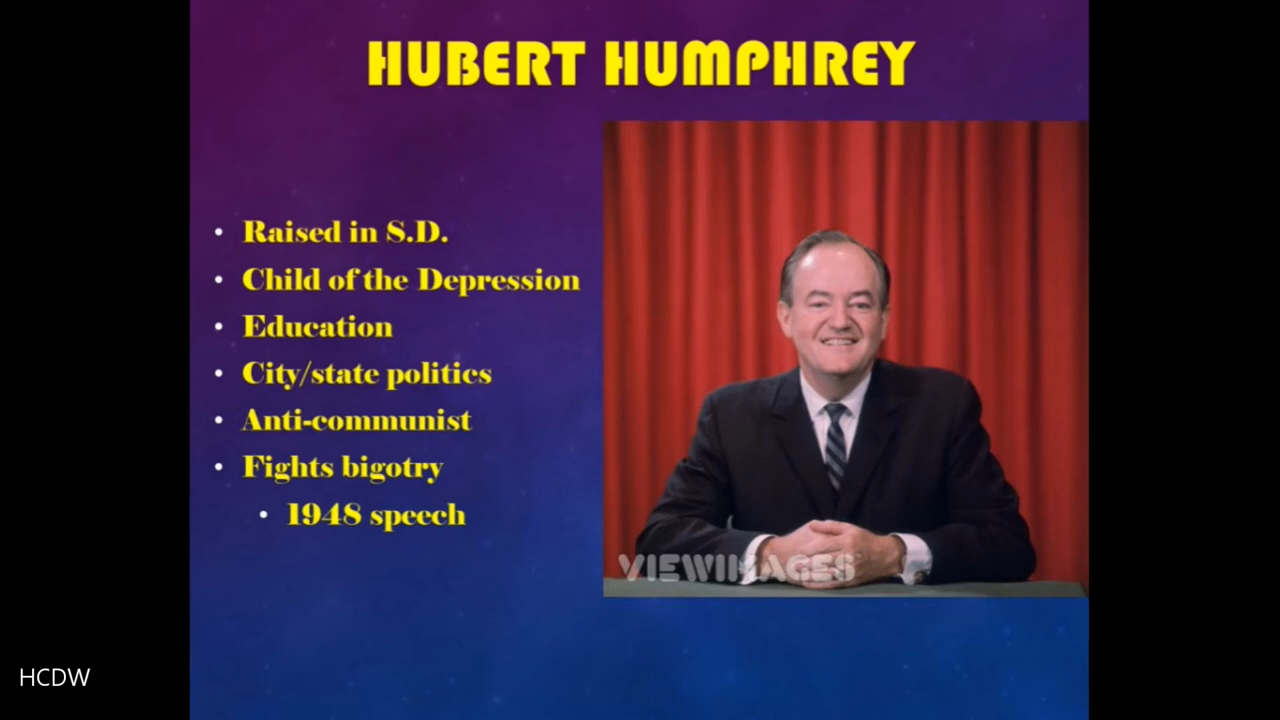 HUBERT HUMPHREY
• Raised in S.D.
• Child of the Depression
• Education
• City/state politics
• Anti-communist
• Fights bigotry
• 1948 speech
VIEWIMAGES
HCDW